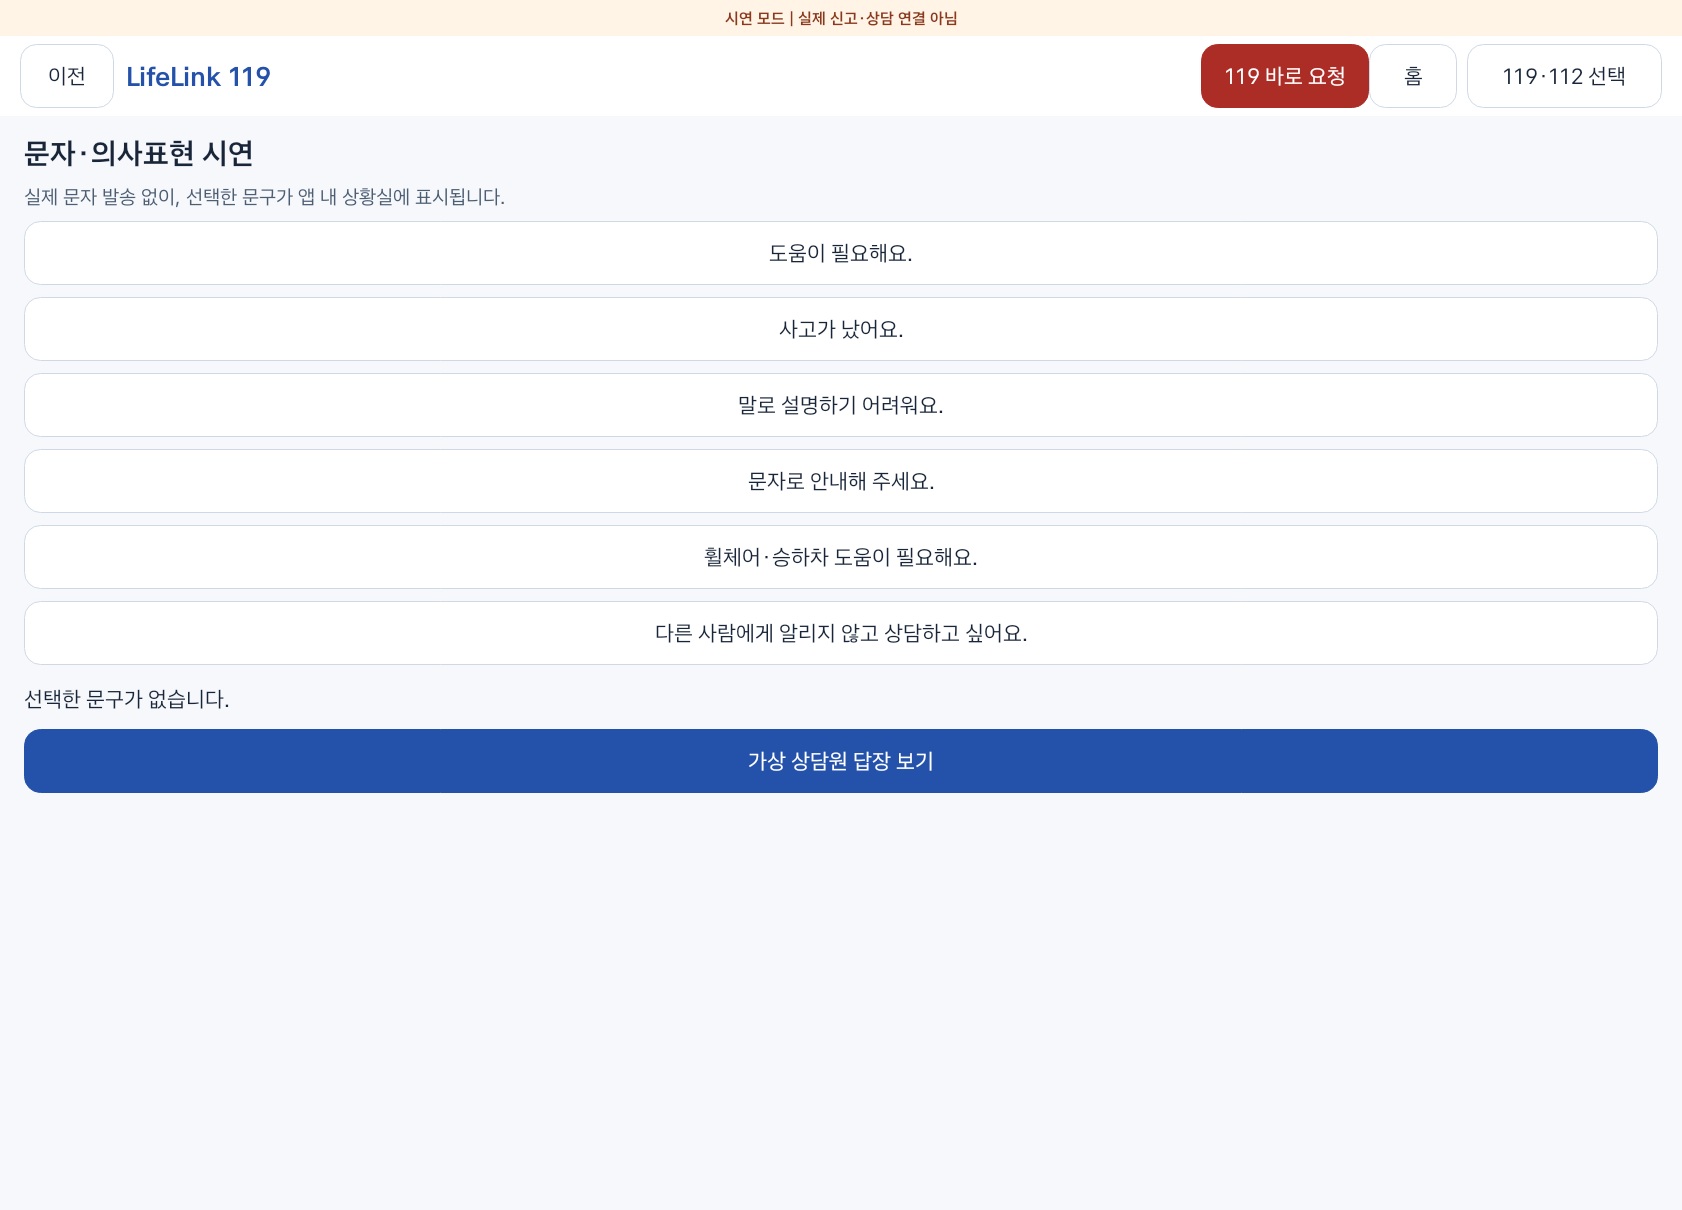 시연 모드 | 실제 신고·상담 연결 아님
이전 LifeLink 119 119 바로 요청 홈 119·112 선택
문자·의사표현 시연
실제 문자 발송 없이, 선택한 문구가 앱 내 상황실에 표시됩니다.
도움이 필요해요.
사고가 났어요.
말로 설명하기 어려워요.
문자로 안내해 주세요.
휠체어·승하차 도움이 필요해요.
다른 사람에게 알리지 않고 상담하고 싶어요.
선택한 문구가 없습니다.
가상 상담원 답장 보기